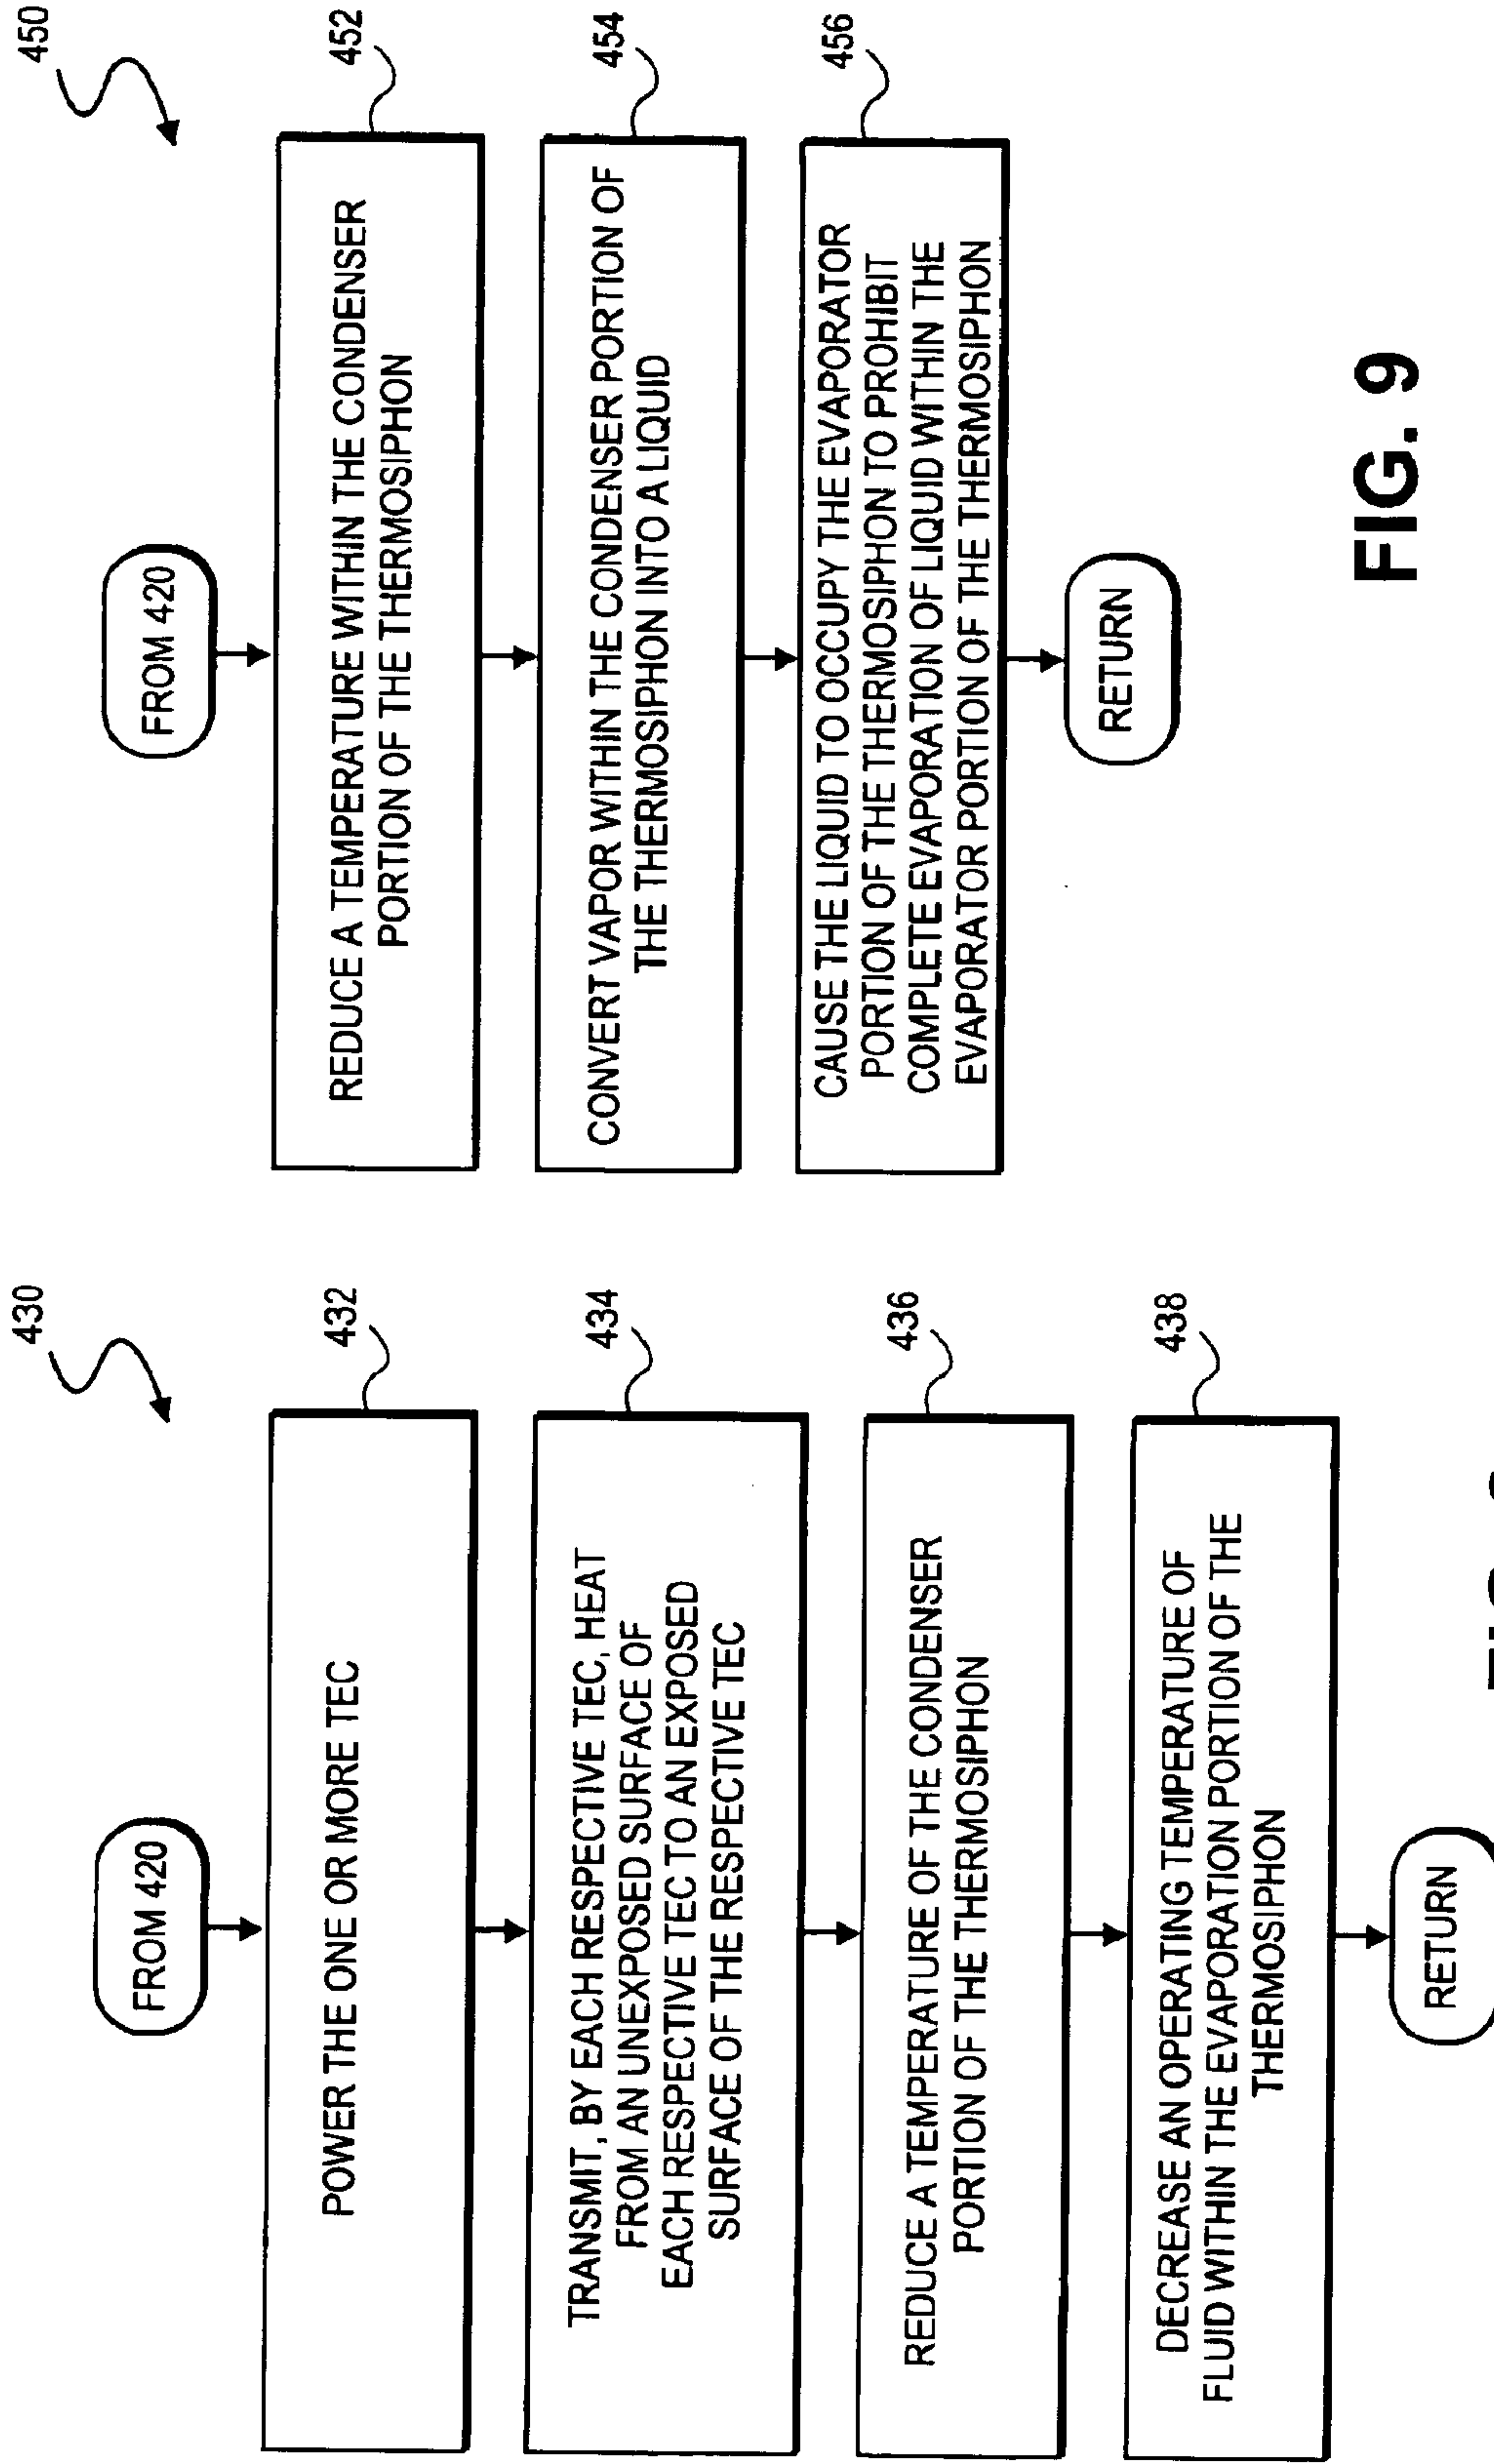 430
FROM 420
432
POWER THE ONE OR MORE TEC
434
TRANSMIT, BY EACH RESPECTIVE TEC, HEAT
FROM AN UNEXPOSED SURFACE OF
EACH RESPECTIVE TEC TO AN EXPOSED
SURFACE OF THE RESPECTIVE TEC
436
REDUCE A TEMPERATURE OF THE CONDENSER
PORTION OF THE THERMOSIPHON
438
DECREASE AN OPERATING TEMPERATURE OF
FLUID WITHIN THE EVAPORATION PORTION OF THE
THERMOSIPHON
RETURN
450
FROM 420
452
REDUCE A TEMPERATURE WITHIN THE CONDENSER
PORTION OF THE THERMOSIPHON
454
CONVERT VAPOR WITHIN THE CONDENSER PORTION OF
THE THERMOSIPHON INTO A LIQUID
456
CAUSE THE LIQUID TO OCCUPY THE EVAPORATOR
PORTION OF THE THERMOSIPHON TO PROHIBIT
COMPLETE EVAPORATION OF LIQUID WITHIN THE
EVAPORATOR PORTION OF THE THERMOSIPHON
RETURN
FIG. 9